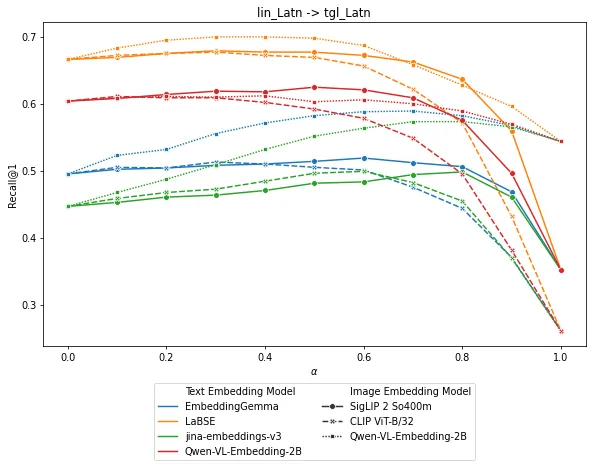 lin_Latn -> tgl_Latn
0.7
0.6
0.5
0.4
0.3
Recall@1
0.0 0.2 0.4 0.6 0.8 1.0
α
Text Embedding Model Image Embedding Model
EmbeddingGemma SigLIP 2 So400m
LaBSE CLIP ViT-B/32
jina-embeddings-v3 Qwen-VL-Embedding-2B
Qwen-VL-Embedding-2B